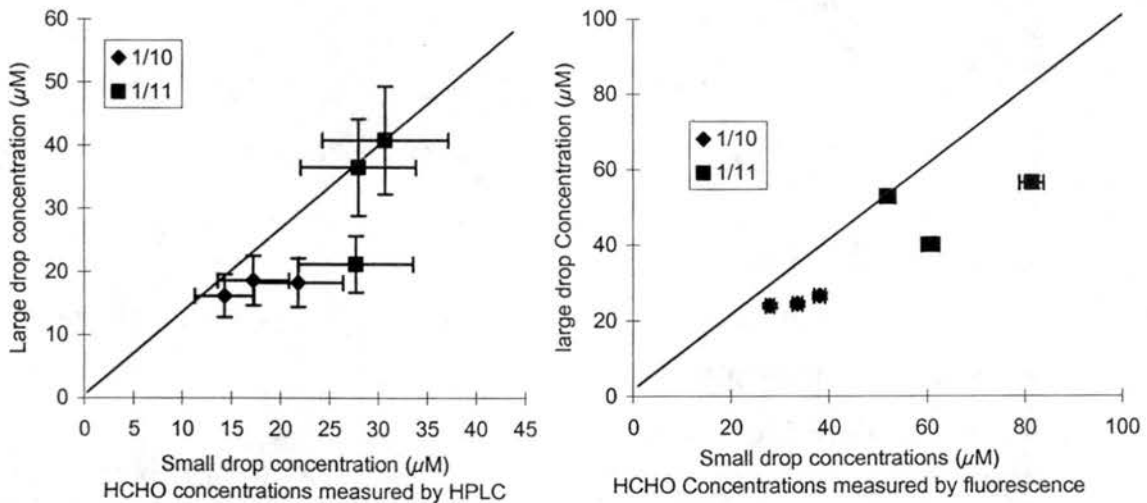 60
50
40
30
20
10
0
Large drop concentration (µM)
1/10
1/11
0 5 10 15 20 25 30 35 40 45
Small drop concentration (µM)
HCHO concentrations measured by HPLC
100
80
60
40
20
0
large drop Concentration (µM)
1/10
1/11
0 20 40 60 80 100
Small drop concentrations (µM)
HCHO Concentrations measured by fluorescence